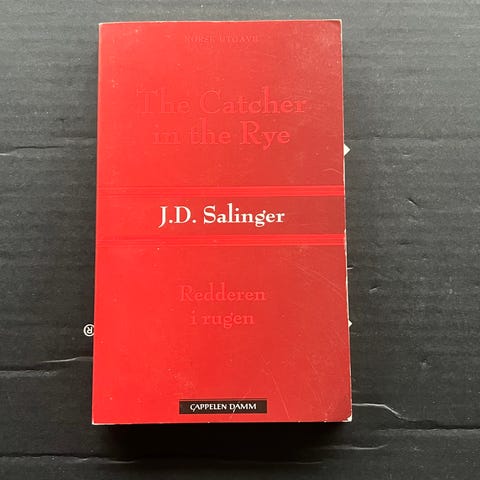 NORSK UTGAVE
The Catcher
in the Rye
J.D. Salinger
Redderen
i rugen
CAPPELEN DAMM
®